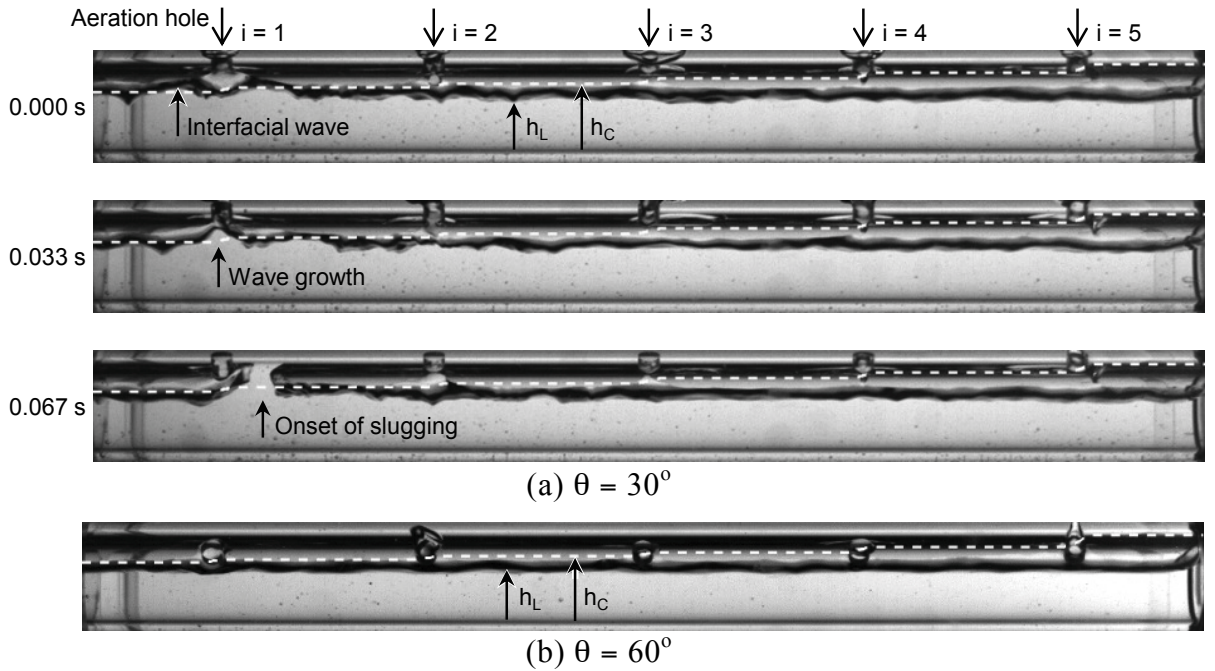 Aeration hole
i = 1
i = 2
i = 3
i = 4
i = 5
0.000 s
Interfacial wave
h_L
h_C
0.033 s
Wave growth
0.067 s
Onset of slugging
(a) θ = 30°
h_L
h_C
(b) θ = 60°